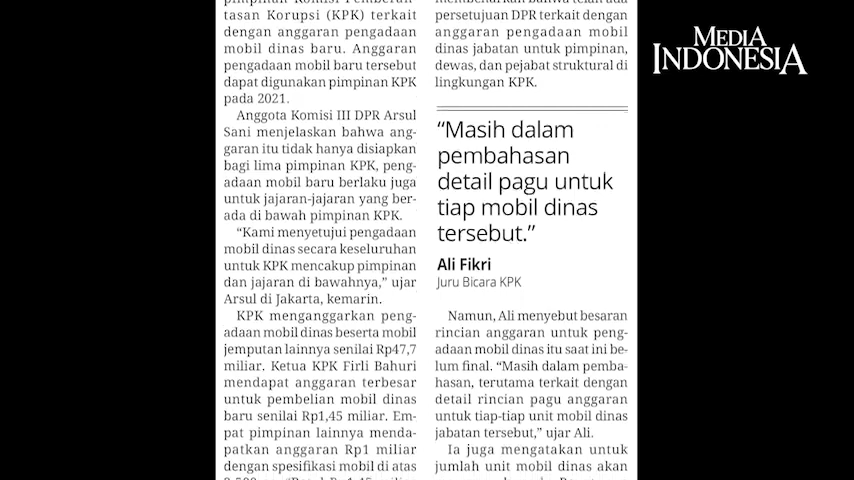 pimpinan Komisi Pemberan-
tasan Korupsi (KPK) terkait
dengan anggaran pengadaan
mobil dinas baru. Anggaran
pengadaan mobil baru tersebut
dapat digunakan pimpinan KPK
pada 2021.
Anggota Komisi III DPR Arsul
Sani menjelaskan bahwa ang-
garan itu tidak hanya disiapkan
bagi lima pimpinan KPK, peng-
adaan mobil baru berlaku juga
untuk jajaran-jajaran yang ber-
ada di bawah pimpinan KPK.
“Kami menyetujui pengadaan
mobil dinas secara keseluruhan
untuk KPK mencakup pimpinan
dan jajaran di bawahnya,” ujar
Arsul di Jakarta, kemarin.
KPK menganggarkan peng-
adaan mobil dinas beserta mobil
jemputan lainnya senilai Rp47,7
miliar. Ketua KPK Firli Bahuri
mendapat anggaran terbesar
untuk pembelian mobil dinas
baru senilai Rp1,45 miliar. Em-
pat pimpinan lainnya menda-
patkan anggaran Rp1 miliar
dengan spesifikasi mobil di atas
persetujuan DPR terkait dengan
anggaran pengadaan mobil
dinas jabatan untuk pimpinan,
dewas, dan pejabat struktural di
lingkungan KPK.
“Masih dalam
pembahasan
detail pagu untuk
tiap mobil dinas
tersebut.”
Ali Fikri
Juru Bicara KPK
Namun, Ali menyebut besaran
rincian anggaran untuk peng-
adaan mobil dinas itu saat ini be-
lum final. “Masih dalam pemba-
hasan, terutama terkait dengan
detail rincian pagu anggaran
untuk tiap-tiap unit mobil dinas
jabatan tersebut,” ujar Ali.
Ia juga mengatakan untuk
jumlah unit mobil dinas akan
MEDIA
INDONESIA